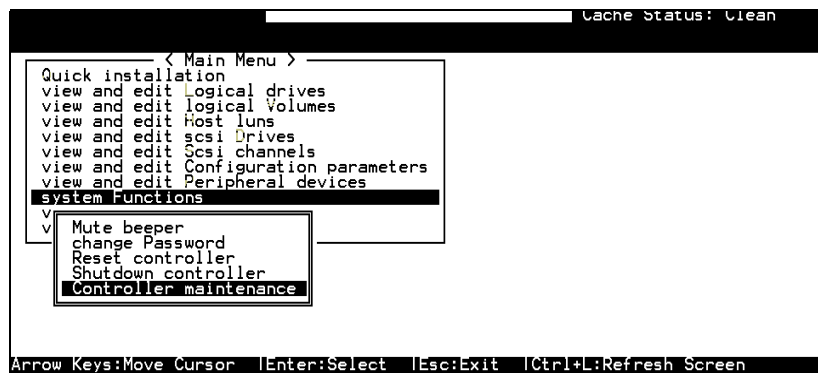 Cache Status: Clean
< Main Menu >
Quick installation
view and edit Logical drives
view and edit logical Volumes
view and edit Host luns
view and edit scsi Drives
view and edit Scsi channels
view and edit Configuration parameters
view and edit Peripheral devices
system Functions
v
v
Mute beeper
change Password
Reset controller
Shutdown controller
Controller maintenance
Arrow Keys:Move Cursor |Enter:Select |Esc:Exit |Ctrl+L:Refresh Screen